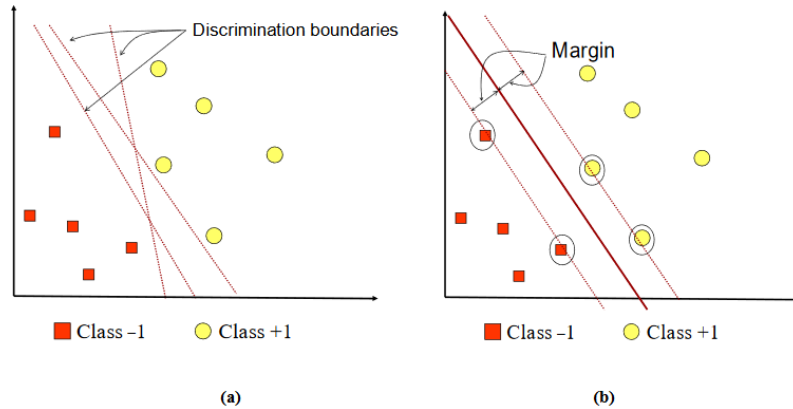 Discrimination boundaries
Margin
Class –1
Class +1
Class –1
Class +1
(a)
(b)